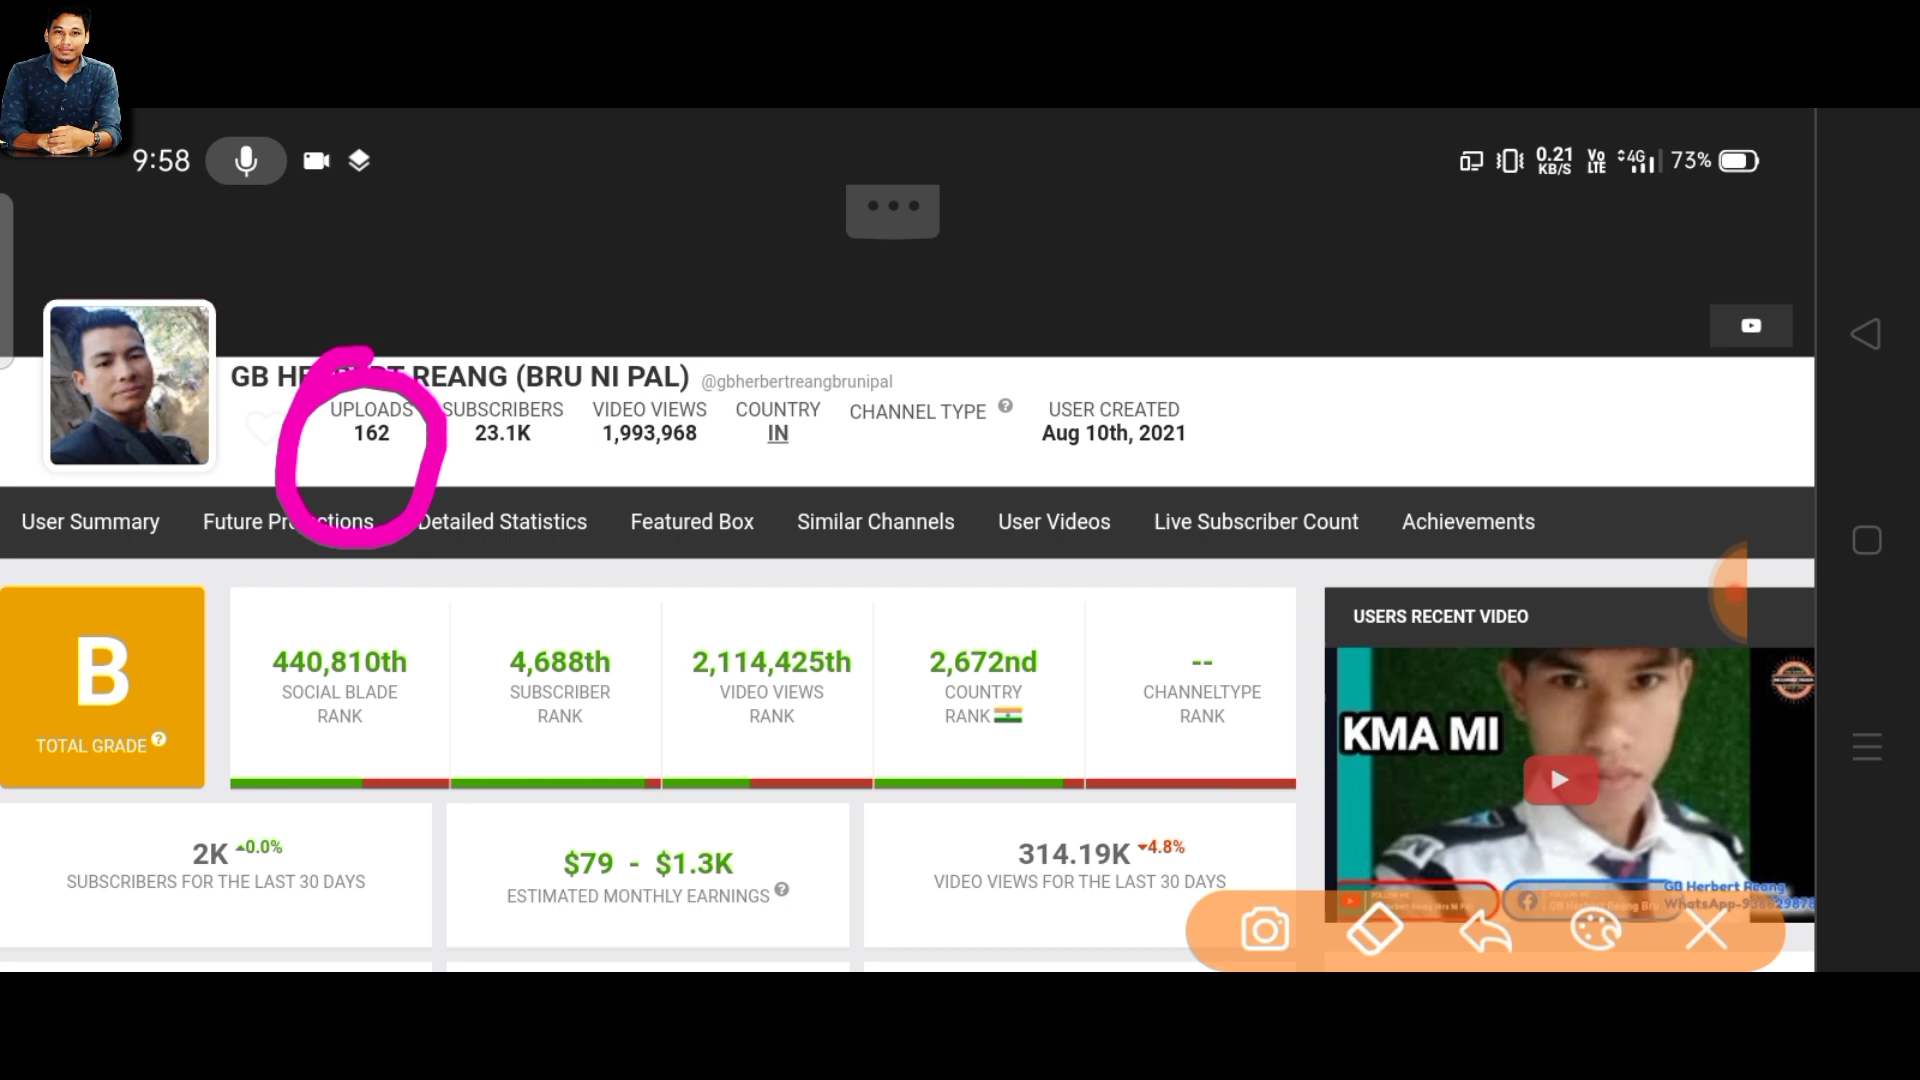 9:58
0.21 KB/S Vo LTE 4G 73%
GB HERBERT REANG (BRU NI PAL) @gbherbertreangbrunipal
UPLOADS SUBSCRIBERS VIDEO VIEWS COUNTRY CHANNEL TYPE USER CREATED
162 23.1K 1,993,968 IN Aug 10th, 2021
User Summary Future Projections Detailed Statistics Featured Box Similar Channels User Videos Live Subscriber Count Achievements
B
TOTAL GRADE
440,810th 4,688th 2,114,425th 2,672nd --
SOCIAL BLADE RANK SUBSCRIBER RANK VIDEO VIEWS RANK COUNTRY RANK CHANNELTYPE RANK
USERS RECENT VIDEO
KMA MI
GB Herbert Reang
2K 0.0%
SUBSCRIBERS FOR THE LAST 30 DAYS
$79 - $1.3K
ESTIMATED MONTHLY EARNINGS
314.19K 4.8%
VIDEO VIEWS FOR THE LAST 30 DAYS